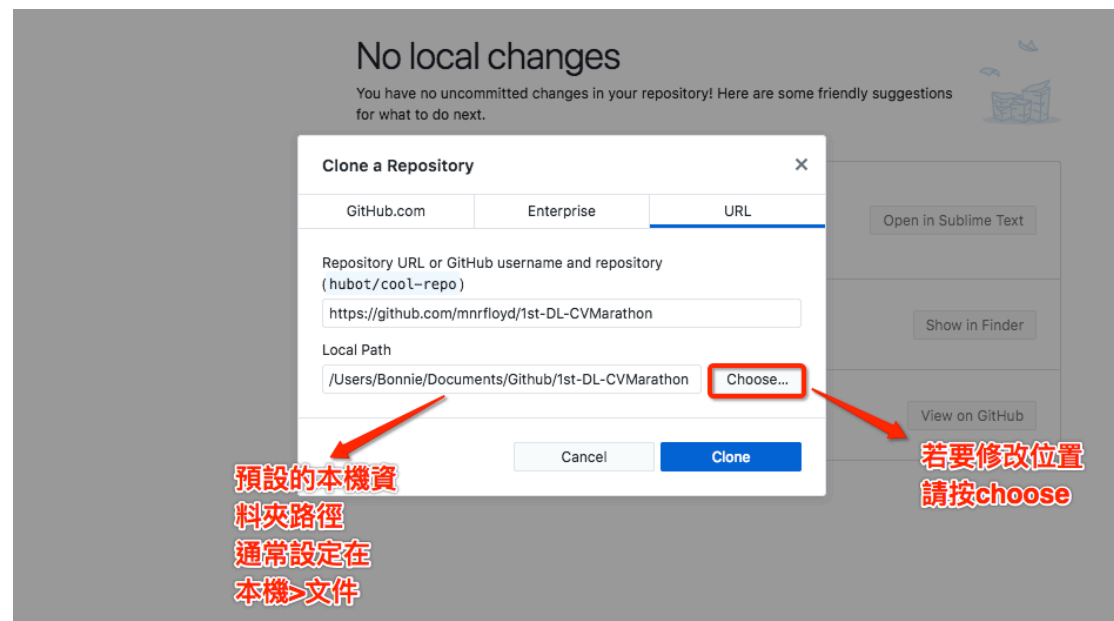 No local changes
You have no uncommitted changes in your repository! Here are some friendly suggestions
for what to do next.
Clone a Repository
GitHub.com
Enterprise
URL
Open in Sublime Text
Repository URL or GitHub username and repository
(hubot/cool-repo)
https://github.com/mnrfloyd/1st-DL-CVMarathon
Show in Finder
Local Path
/Users/Bonnie/Documents/Github/1st-DL-CVMarathon
Choose...
View on GitHub
Cancel
Clone
預設的本機資
料夾路徑
通常設定在
本機>文件
若要修改位置
請按choose